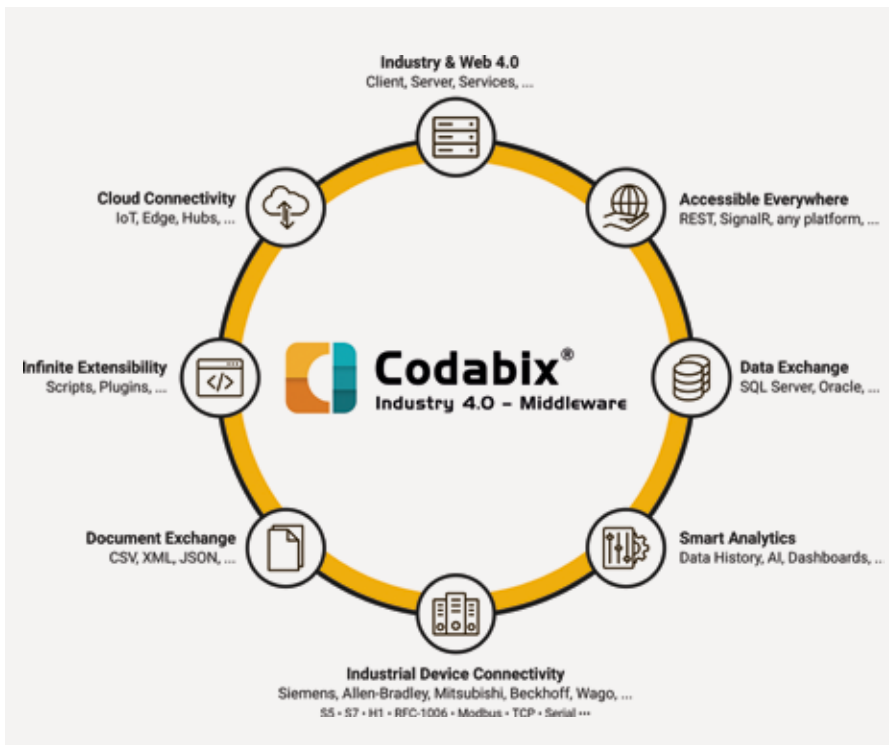 Industry & Web 4.0
Client, Server, Services, ...
Cloud Connectivity
IoT, Edge, Hubs, ...
Accessible Everywhere
REST, SignalR, any platform, ...
Infinite Extensibility
Scripts, Plugins, ...
</>
Codabix®
Industry 4.0 - Middleware
Data Exchange
SQL Server, Oracle, ...
Document Exchange
CSV, XML, JSON, ...
Smart Analytics
Data History, AI, Dashboards, ...
Industrial Device Connectivity
Siemens, Allen-Bradley, Mitsubishi, Beckhoff, Wago, ...
S5 • S7 • H1 • RFC-1006 • Modbus • TCP • Serial •••